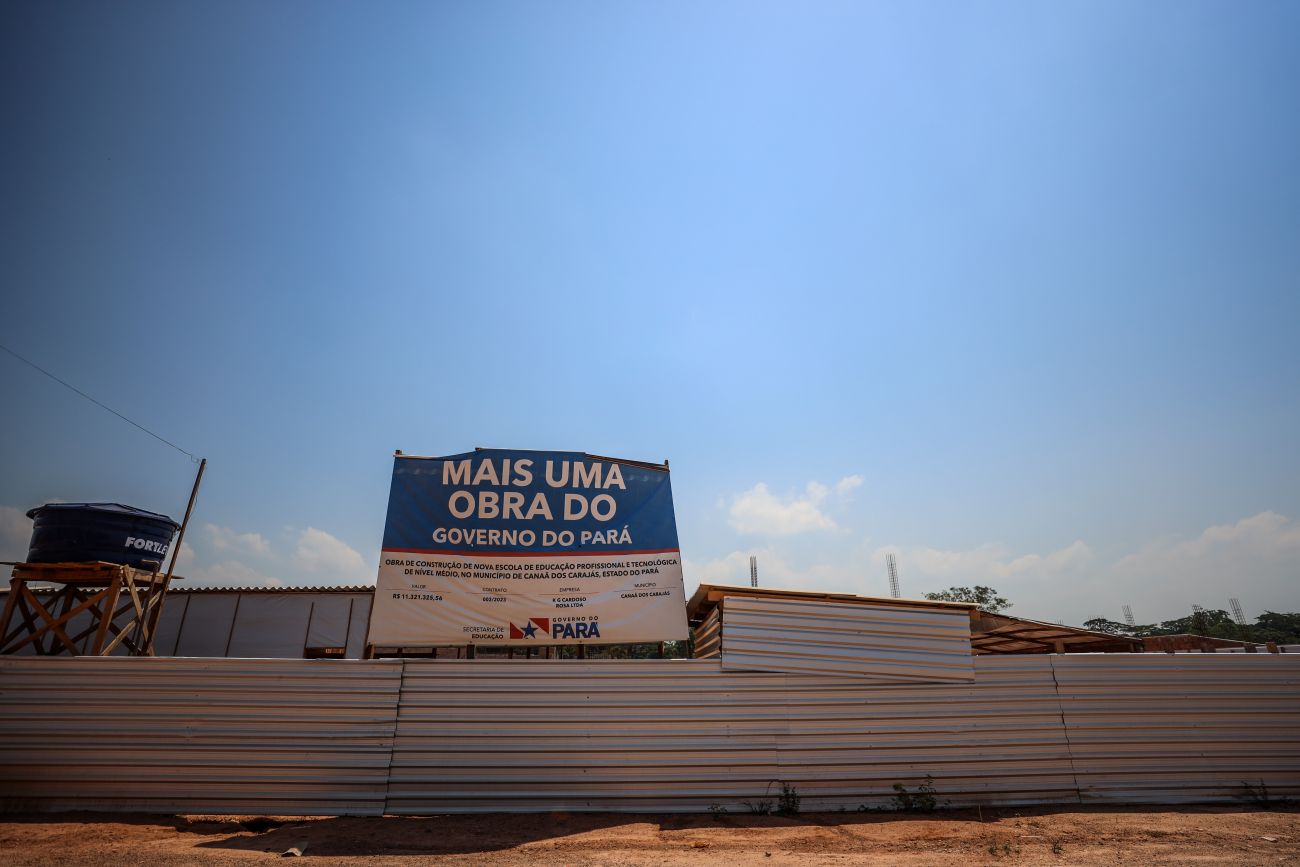 MAIS UMA
OBRA DO
GOVERNO DO PARÁ
OBRA DE CONSTRUÇÃO DE NOVA ESCOLA DE EDUCAÇÃO PROFISSIONAL E TECNOLÓGICA
DE NÍVEL MÉDIO, NO MUNICÍPIO DE CANAÃ DOS CARAJÁS, ESTADO DO PARÁ
VALOR CONTRATO EMPRESA MUNICÍPIO
R$ 11.321.325,56 002/2023 K G CARDOSO CANAÃ DOS CARAJÁS
ROSA LTDA
SECRETARIA DE
EDUCAÇÃO
GOVERNO DO
PARÁ
FORTLE